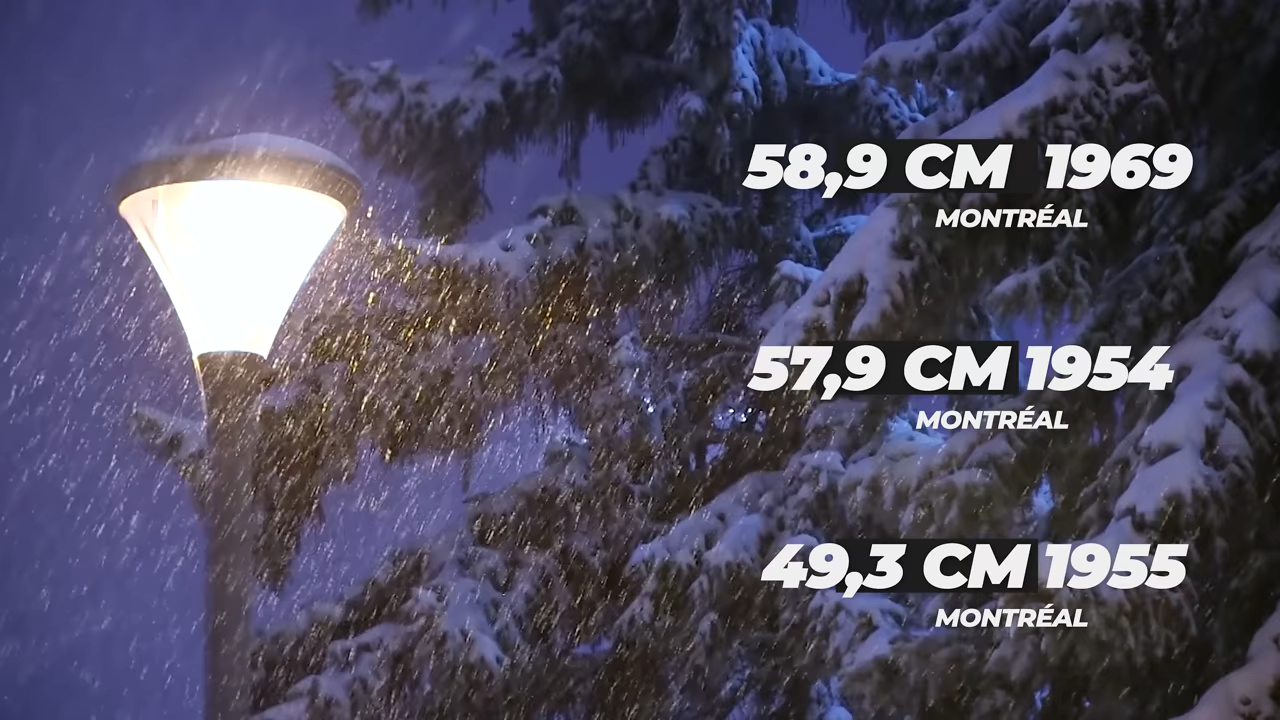 58,9 CM 1969
MONTRÉAL
57,9 CM 1954
MONTRÉAL
49,3 CM 1955
MONTRÉAL